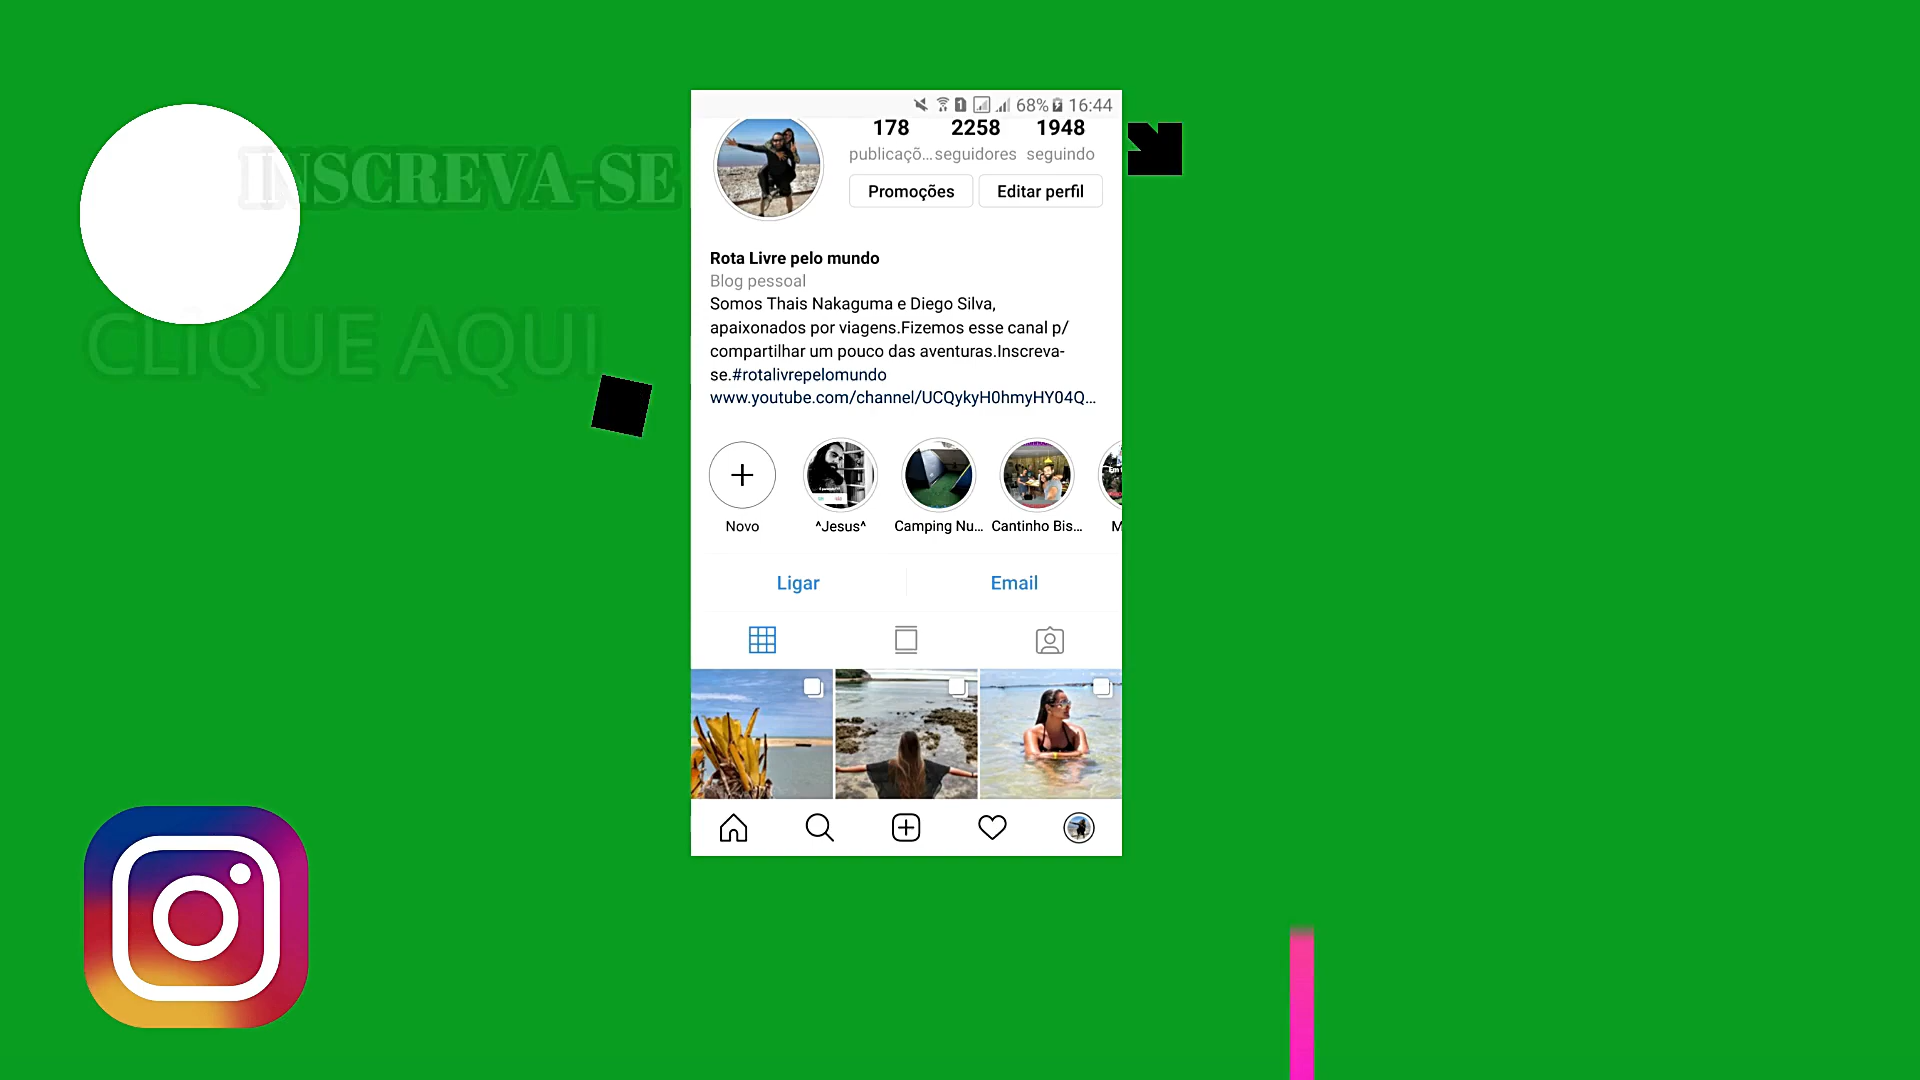 INSCREVA-SE
CLIQUE AQUI
1 68% 16:44
178 2258 1948
publicaçõ... seguidores seguindo
Promoções Editar perfil
Rota Livre pelo mundo
Blog pessoal
Somos Thais Nakaguma e Diego Silva,
apaixonados por viagens.Fizemos esse canal p/
compartilhar um pouco das aventuras.Inscreva-
se.#rotalivrepelomundo
www.youtube.com/channel/UCQykyH0hmyHY04Q...
Novo ^Jesus^ Camping Nu... Cantinho Bis... M
Ligar Email